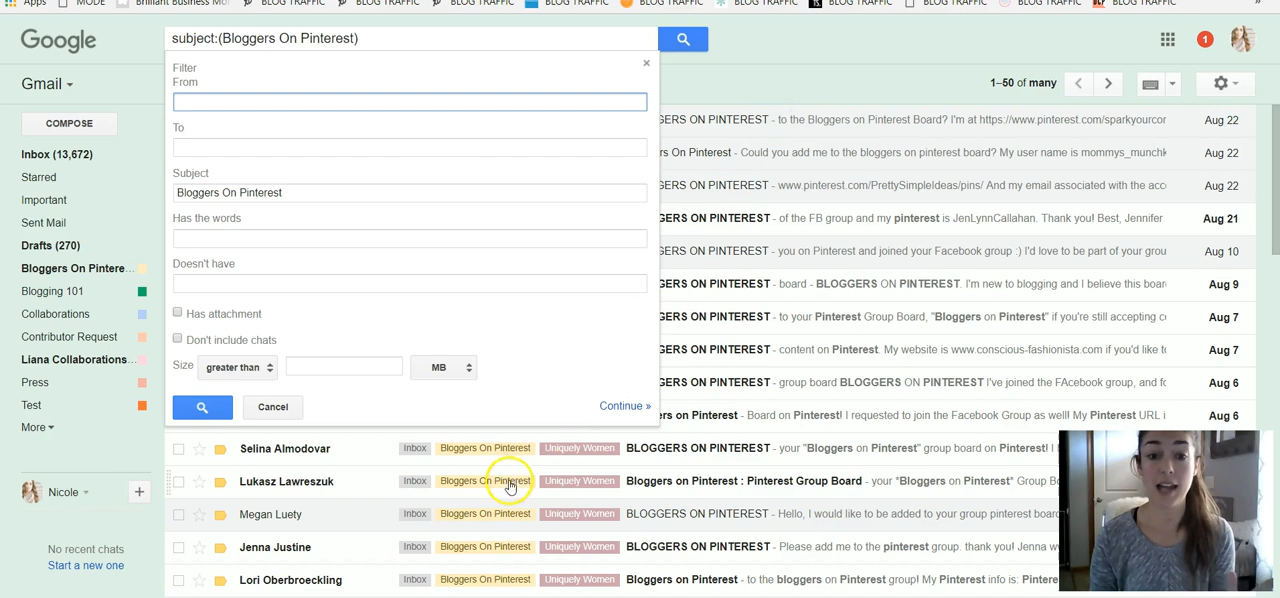 Apps MODE Brilliant Business Mo BLOG TRAFFIC BLOG TRAFFIC BLOG TRAFFIC BLOG TRAFFIC BLOG TRAFFIC BLOG TRAFFIC BLOG TRAFFIC BLOG TRAFFIC BLOG TRAFFIC BLOG TRAFFIC »
Google
subject:(Bloggers On Pinterest)
1
Gmail
1–50 of many
COMPOSE
Inbox (13,672)
Starred
Important
Sent Mail
Drafts (270)
Bloggers On Pintere...
Blogging 101
Collaborations
Contributor Request
Liana Collaborations...
Press
Test
More
Nicole
No recent chats
Start a new one
Filter
From
To
Subject
Bloggers On Pinterest
Has the words
Doesn't have
Has attachment
Don't include chats
Size greater than MB
Cancel
Continue »
GERS ON PINTEREST - to the Bloggers on Pinterest Board? I'm at https://www.pinterest.com/sparkyourcor Aug 22
s On Pinterest - Could you add me to the bloggers on pinterest board? My user name is mommys_munchk Aug 22
GERS ON PINTEREST - www.pinterest.com/PrettySimpleIdeas/pins/ And my email associated with the acco Aug 22
GERS ON PINTEREST - of the FB group and my pinterest is JenLynnCallahan. Thank you! Best, Jennifer Aug 21
GERS ON PINTEREST - you on Pinterest and joined your Facebook group :) I'd love to be part of your grou Aug 10
GERS ON PINTEREST - board - BLOGGERS ON PINTEREST. I'm new to blogging and I believe this boar Aug 9
GERS ON PINTEREST - to your Pinterest Group Board, "Bloggers on Pinterest" if you're still accepting c Aug 7
GERS ON PINTEREST - content on Pinterest. My website is www.conscious-fashionista.com if you'd like to Aug 7
GERS ON PINTEREST - group board BLOGGERS ON PINTEREST I've joined the FAcebook group, and fo Aug 6
ers on Pinterest - Board on Pinterest! I requested to join the Facebook Group as well! My Pinterest URL i Aug 6
Selina Almodovar Inbox Bloggers On Pinterest Uniquely Women BLOGGERS ON PINTEREST - your "Bloggers on Pinterest" group board on Pinterest! I
Lukasz Lawreszuk Inbox Bloggers On Pinterest Uniquely Women Bloggers on Pinterest : Pinterest Group Board - your "Bloggers on Pinterest" Group Bo
Megan Luety Inbox Bloggers On Pinterest Uniquely Women BLOGGERS ON PINTEREST - Hello, I would like to be added to your group pinterest board
Jenna Justine Inbox Bloggers On Pinterest Uniquely Women BLOGGERS ON PINTEREST - Please add me to the pinterest group. thank you! Jenna w
Lori Oberbroeckling Inbox Bloggers On Pinterest Uniquely Women Bloggers on Pinterest - to the bloggers on Pinterest group! My Pinterest info is: Pintere